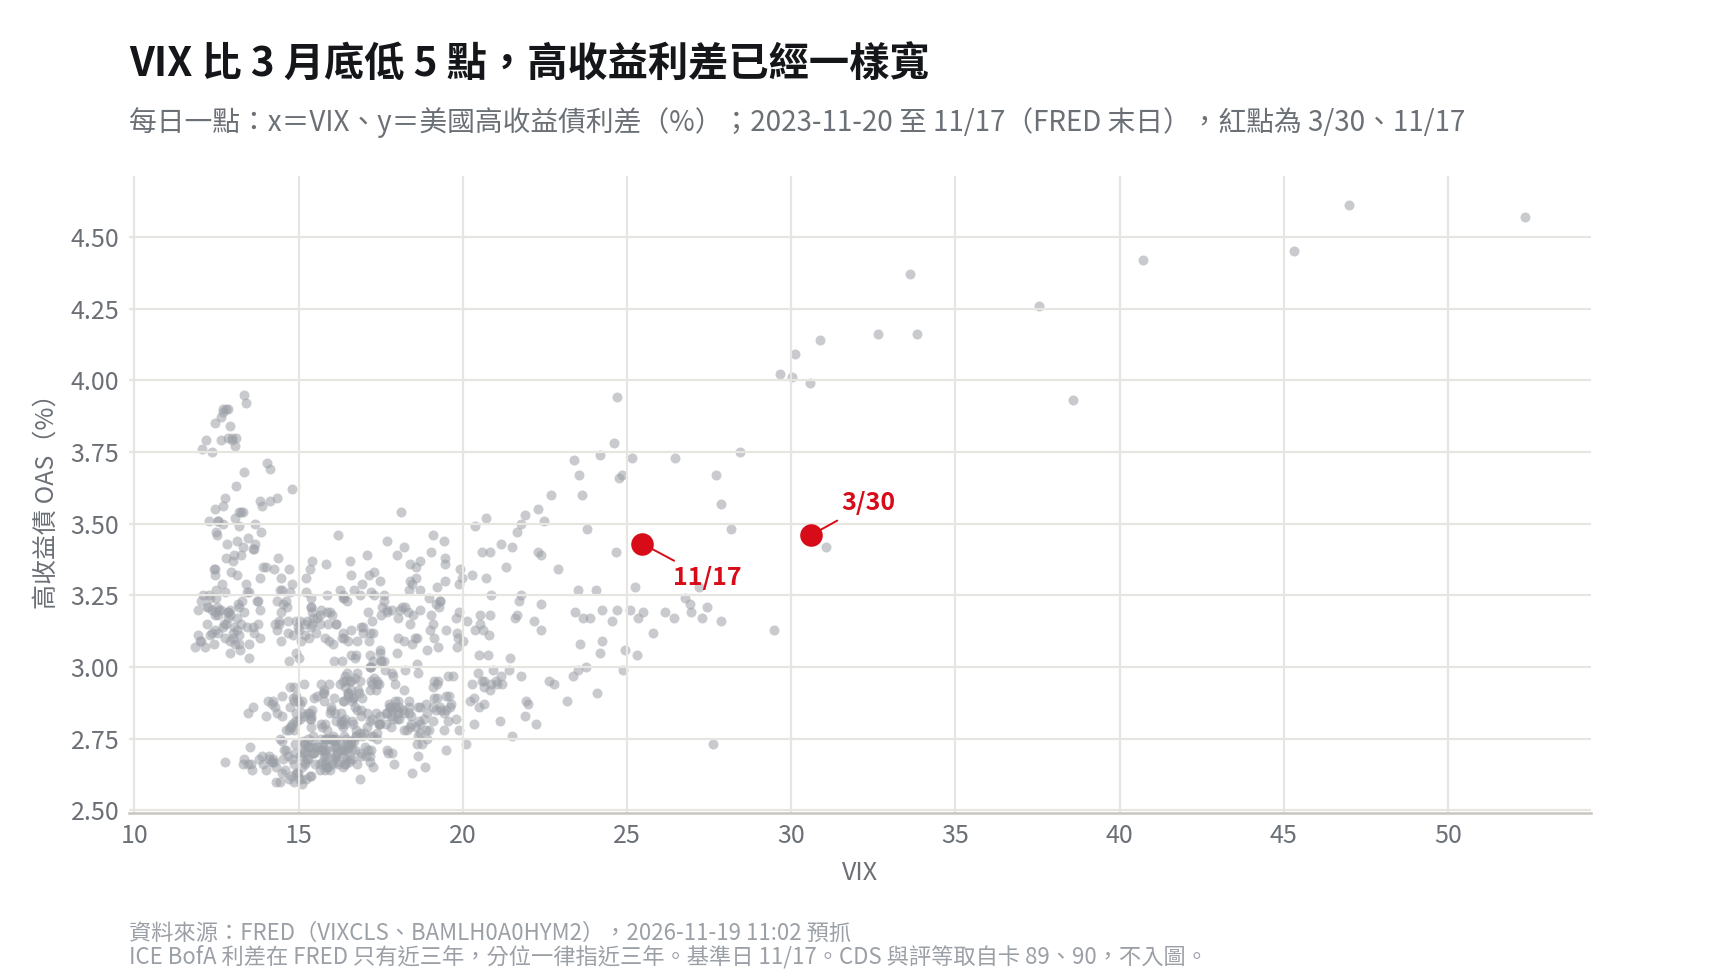 VIX 比 3 月底低 5 點，高收益利差已經一樣寬
每日一點：x＝VIX、y＝美國高收益債利差（%）；2023-11-20 至 11/17（FRED 末日），紅點為 3/30、11/17
高收益債 OAS（%）
4.50
4.25
4.00
3.75
3.50
3.25
3.00
2.75
2.50
3/30
11/17
10 15 20 25 30 35 40 45 50
VIX
資料來源：FRED（VIXCLS、BAMLH0A0HYM2），2026-11-19 11:02 預抓
ICE BofA 利差在 FRED 只有近三年，分位一律指近三年。基準日 11/17。CDS 與評等取自卡 89、90，不入圖。